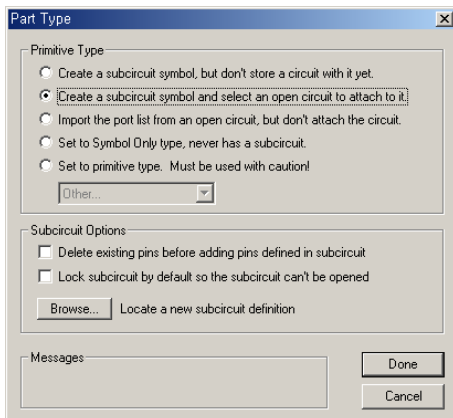 Part Type
Primitive Type
Create a subcircuit symbol, but don't store a circuit with it yet.
Create a subcircuit symbol and select an open circuit to attach to it.
Import the port list from an open circuit, but don't attach the circuit.
Set to Symbol Only type, never has a subcircuit.
Set to primitive type. Must be used with caution!
Other...
Subcircuit Options
Delete existing pins before adding pins defined in subcircuit
Lock subcircuit by default so the subcircuit can't be opened
Browse... Locate a new subcircuit definition
Messages
Done
Cancel